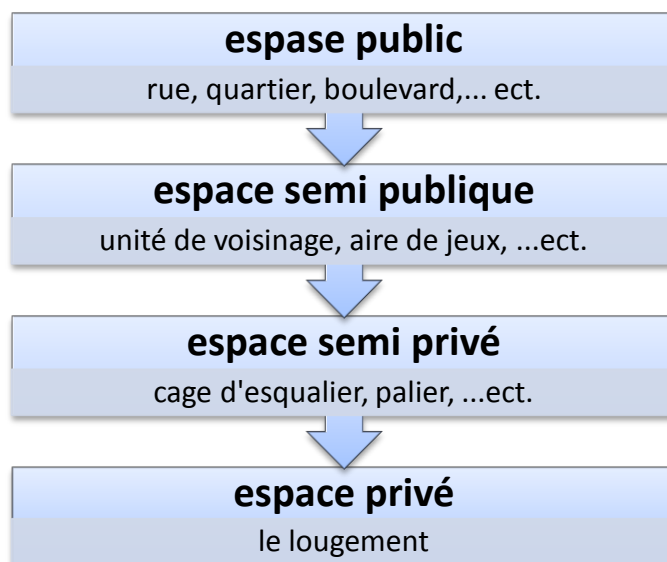 espase public
rue, quartier, boulevard,... ect.
espace semi publique
unité de voisinage, aire de jeux, ...ect.
espace semi privé
cage d'esqualier, palier, ...ect.
espace privé
le lougement